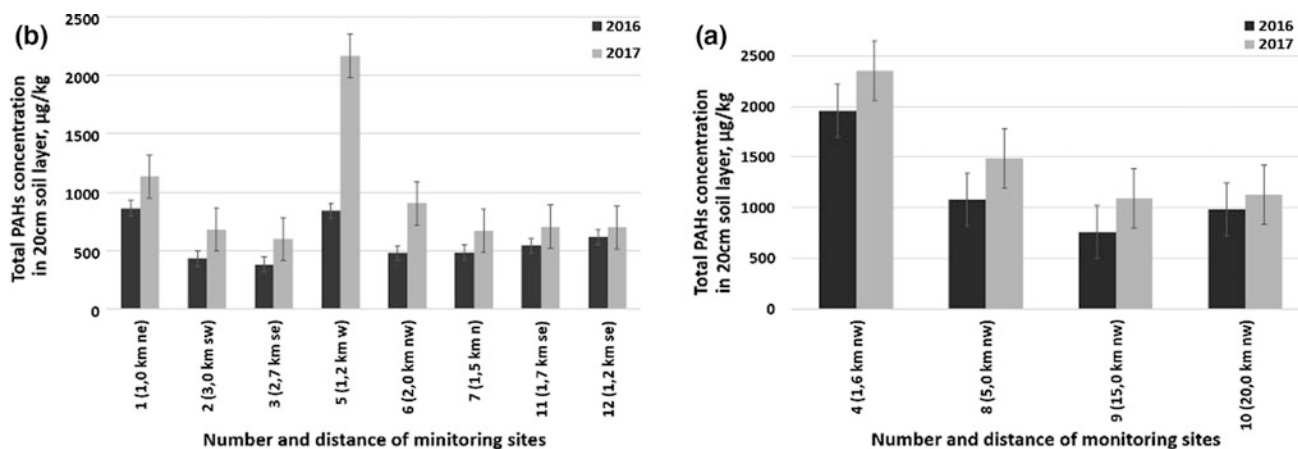 (b)
Total PAHs concentration
in 20cm soil layer, µg/kg
2500
2000
1500
1000
500
0
2016
2017
1 (1,0 km ne)
2 (3,0 km sw)
3 (2,7 km se)
5 (1,2 km w)
6 (2,0 km nw)
7 (1,5 km n)
11 (1,7 km se)
12 (1,2 km se)
Number and distance of minitoring sites
(a)
Total PAHs concentration
in 20cm soil layer, µg/kg
2500
2000
1500
1000
500
0
2016
2017
4 (1,6 km nw)
8 (5,0 km nw)
9 (15,0 km nw)
10 (20,0 km nw)
Number and distance of monitoring sites